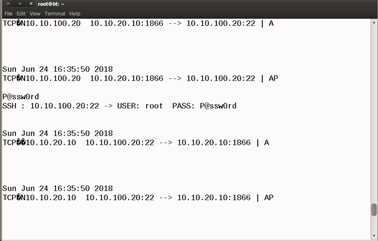 root@bt: ~
File Edit View Terminal Help
TCP�N10.10.100.20  10.10.20.10:1866 --> 10.10.100.20:22 | A
Sun Jun 24 16:35:50 2018
TCP�N10.10.100.20  10.10.20.10:1866 --> 10.10.100.20:22 | AP
P@ssw0rd
SSH : 10.10.100.20:22 -> USER: root  PASS: P@ssw0rd
Sun Jun 24 16:35:50 2018
TCP��10.10.20.10  10.10.100.20:22 --> 10.10.20.10:1866 | A
Sun Jun 24 16:35:50 2018
TCP�N10.10.20.10  10.10.100.20:22 --> 10.10.20.10:1866 | AP